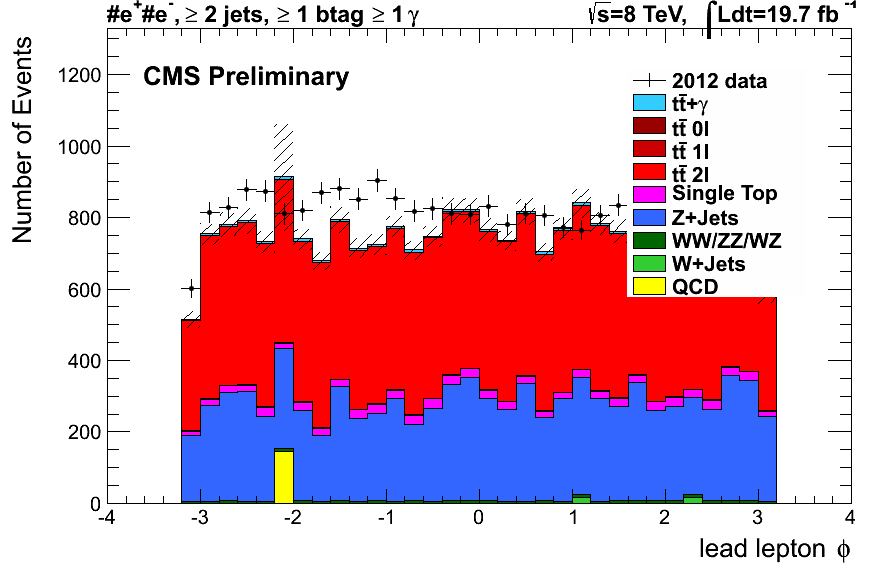 #e⁺#e⁻, ≥ 2 jets, ≥ 1 btag ≥ 1 γ
√s=8 TeV, ∫Ldt=19.7 fb⁻¹
Number of Events
CMS Preliminary
2012 data
tt̄+γ
tt̄ 0l
tt̄ 1l
tt̄ 2l
Single Top
Z+Jets
WW/ZZ/WZ
W+Jets
QCD
1200
1000
800
600
400
200
0
-4 -3 -2 -1 0 1 2 3 4
lead lepton ϕ